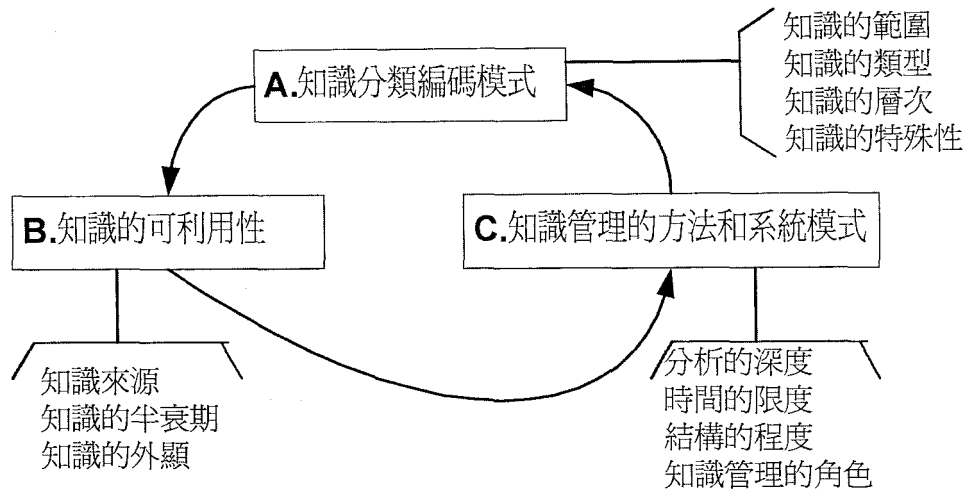 A.知識分類編碼模式
知識的範圍
知識的類型
知識的層次
知識的特殊性
B.知識的可利用性
知識來源
知識的半衰期
知識的外顯
C.知識管理的方法和系統模式
分析的深度
時間的限度
結構的程度
知識管理的角色